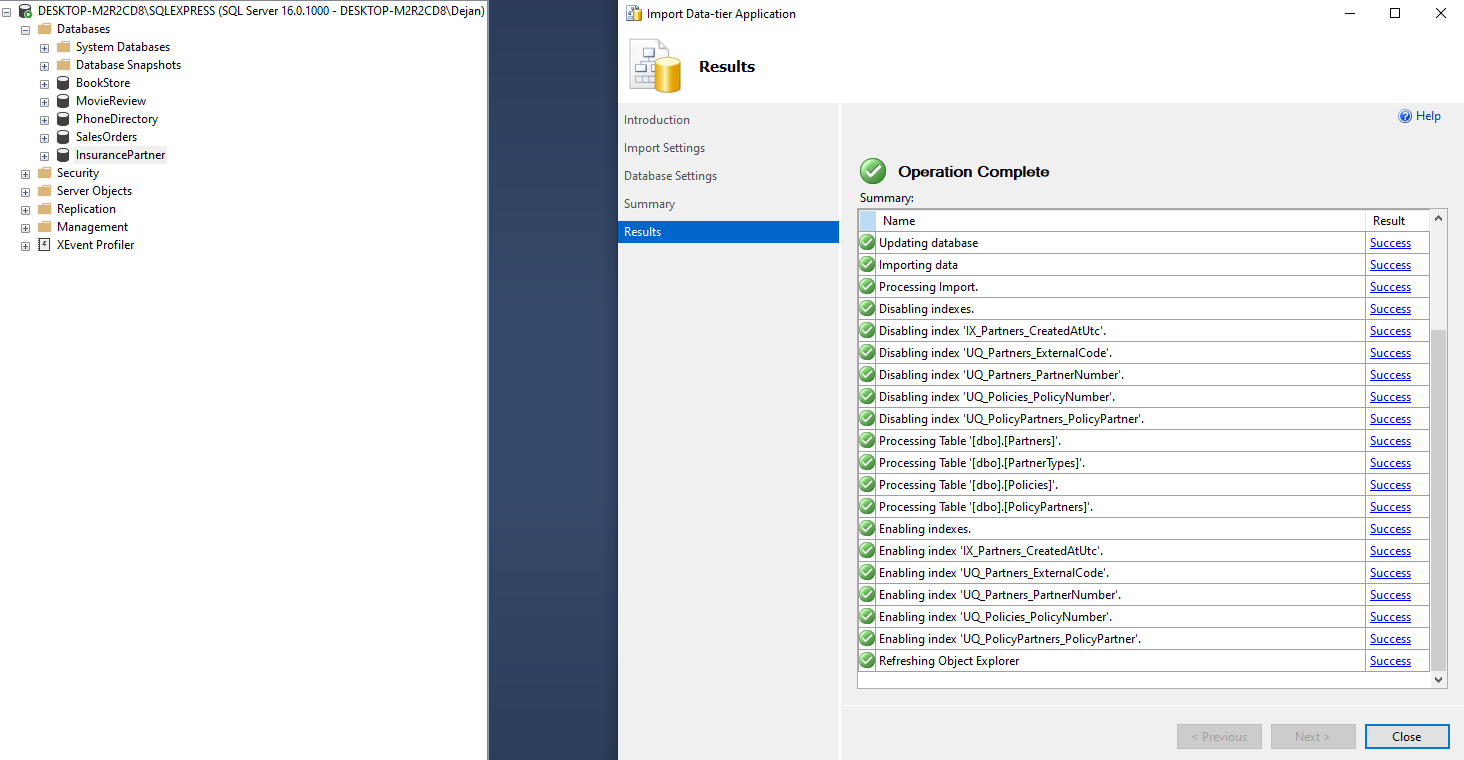 DESKTOP-M2R2CD8\SQLEXPRESS (SQL Server 16.0.1000 - DESKTOP-M2R2CD8\Dejan)
Databases
System Databases
Database Snapshots
BookStore
MovieReview
PhoneDirectory
SalesOrders
InsurancePartner
Security
Server Objects
Replication
Management
XEvent Profiler
Import Data-tier Application
Results
Introduction
Import Settings
Database Settings
Summary
Results
Help
Operation Complete
Summary:
Name Result
Updating database Success
Importing data Success
Processing Import. Success
Disabling indexes. Success
Disabling index 'IX_Partners_CreatedAtUtc'. Success
Disabling index 'UQ_Partners_ExternalCode'. Success
Disabling index 'UQ_Partners_PartnerNumber'. Success
Disabling index 'UQ_Policies_PolicyNumber'. Success
Disabling index 'UQ_PolicyPartners_PolicyPartner'. Success
Processing Table '[dbo].[Partners]'. Success
Processing Table '[dbo].[PartnerTypes]'. Success
Processing Table '[dbo].[Policies]'. Success
Processing Table '[dbo].[PolicyPartners]'. Success
Enabling indexes. Success
Enabling index 'IX_Partners_CreatedAtUtc'. Success
Enabling index 'UQ_Partners_ExternalCode'. Success
Enabling index 'UQ_Partners_PartnerNumber'. Success
Enabling index 'UQ_Policies_PolicyNumber'. Success
Enabling index 'UQ_PolicyPartners_PolicyPartner'. Success
Refreshing Object Explorer Success
< Previous Next > Close